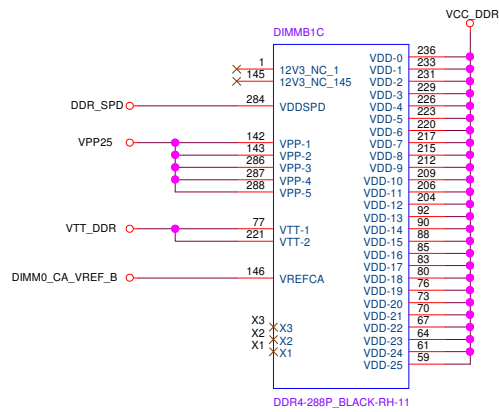 VCC_DDR
DIMMB1C
1 12V3_NC_1 VDD-0 236
145 12V3_NC_145 VDD-1 233
VDD-2 231
VDD-3 229
DDR_SPD 284 VDDSPD VDD-4 226
VDD-5 223
VDD-6 220
VPP25 142 VPP-1 VDD-7 217
143 VPP-2 VDD-8 215
286 VPP-3 VDD-9 212
287 VPP-4 VDD-10 209
288 VPP-5 VDD-11 206
VDD-12 204
VDD-13 92
VTT_DDR 77 VTT-1 VDD-14 90
221 VTT-2 VDD-15 88
VDD-16 85
VDD-17 83
DIMM0_CA_VREF_B 146 VREFCA VDD-18 80
VDD-19 76
VDD-20 73
VDD-21 70
X3 X3 VDD-22 67
X2 X2 VDD-23 64
X1 X1 VDD-24 61
VDD-25 59
DDR4-288P_BLACK-RH-11